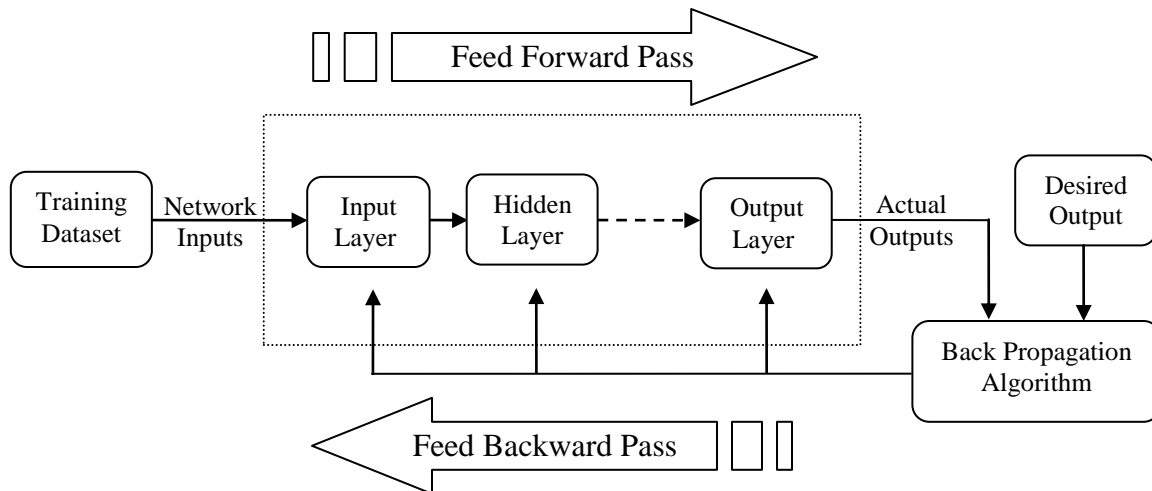 Feed Forward Pass
Training
Dataset
Network
Inputs
Input
Layer
Hidden
Layer
Output
Layer
Actual
Outputs
Desired
Output
Back Propagation
Algorithm
Feed Backward Pass